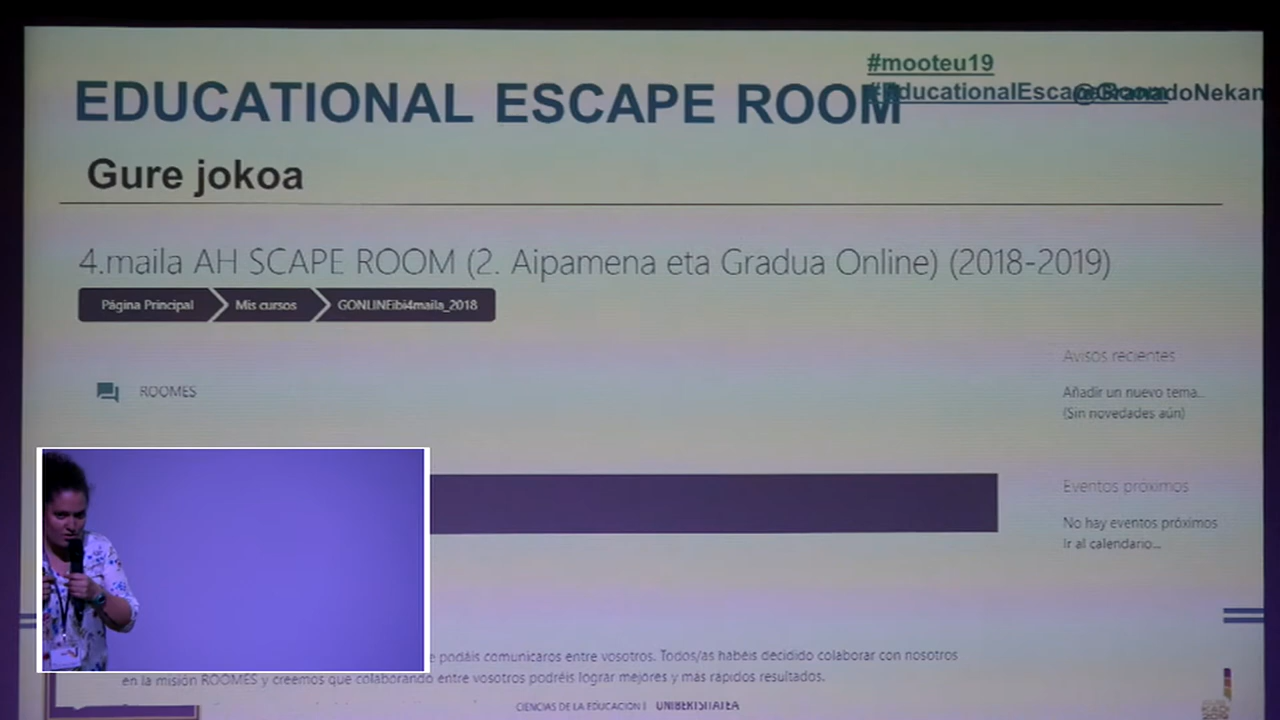 #mooteu19
EDUCATIONAL ESCAPE ROOM
#EducationalEscapeRoom
Gure jokoa
4.maila AH SCAPE ROOM (2. Aipamena eta Gradua Online) (2018-2019)
Página Principal
Mis cursos
GONLINEibi4maila_2018
ROOMES
Avisos recientes
Añadir un nuevo tema...
(Sin novedades aún)
Eventos próximos
No hay eventos próximos
Ir al calendario...
podáis comunicaros entre vosotros. Todos/as habéis decidido colaborar con nosotros
en la misión ROOMES y creemos que colaborando entre vosotros podréis lograr mejores y más rápidos resultados.
CIENCIAS DE LA EDUCACIÓN | UNIBERTSITATEA